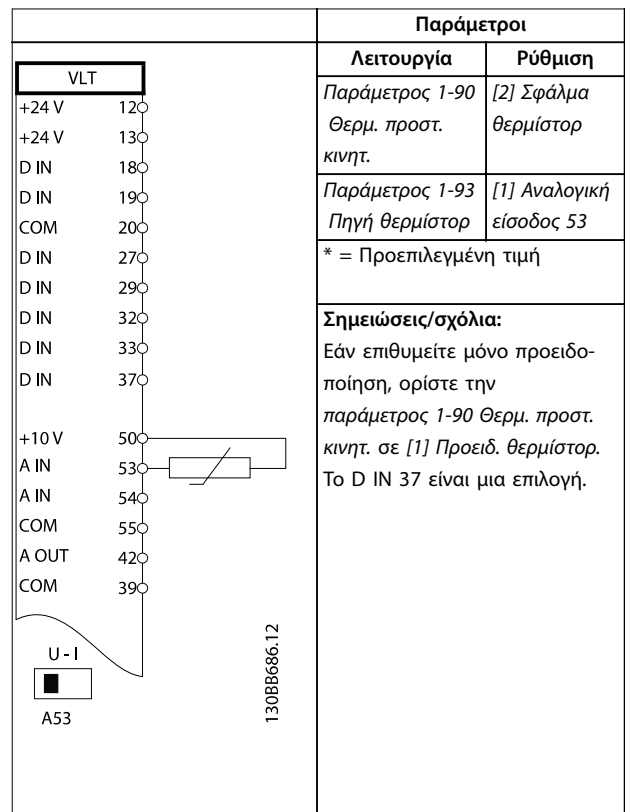 VLT
+24 V 12
+24 V 13
D IN 18
D IN 19
COM 20
D IN 27
D IN 29
D IN 32
D IN 33
D IN 37
+10 V 50
A IN 53
A IN 54
COM 55
A OUT 42
COM 39
U - I
A53
130BB686.12
Παράμετροι
Λειτουργία Ρύθμιση
Παράμετρος 1-90 [2] Σφάλμα
Θερμ. προστ. θερμίστορ
κινητ.
Παράμετρος 1-93 [1] Αναλογική
Πηγή θερμίστορ είσοδος 53
* = Προεπιλεγμένη τιμή
Σημειώσεις/σχόλια:
Εάν επιθυμείτε μόνο προειδο-
ποίηση, ορίστε την
παράμετρος 1-90 Θερμ. προστ.
κινητ. σε [1] Προειδ. θερμίστορ.
Το D IN 37 είναι μια επιλογή.